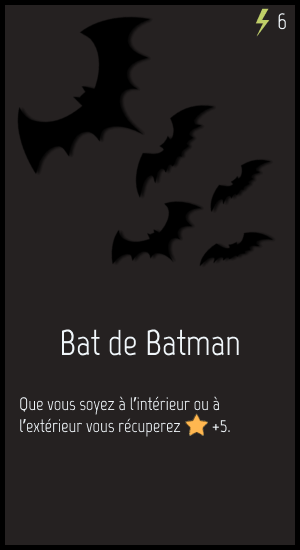 6
Bat de Batman
Que vous soyez à l'intérieur ou à
l'extérieur vous récuperez +5.